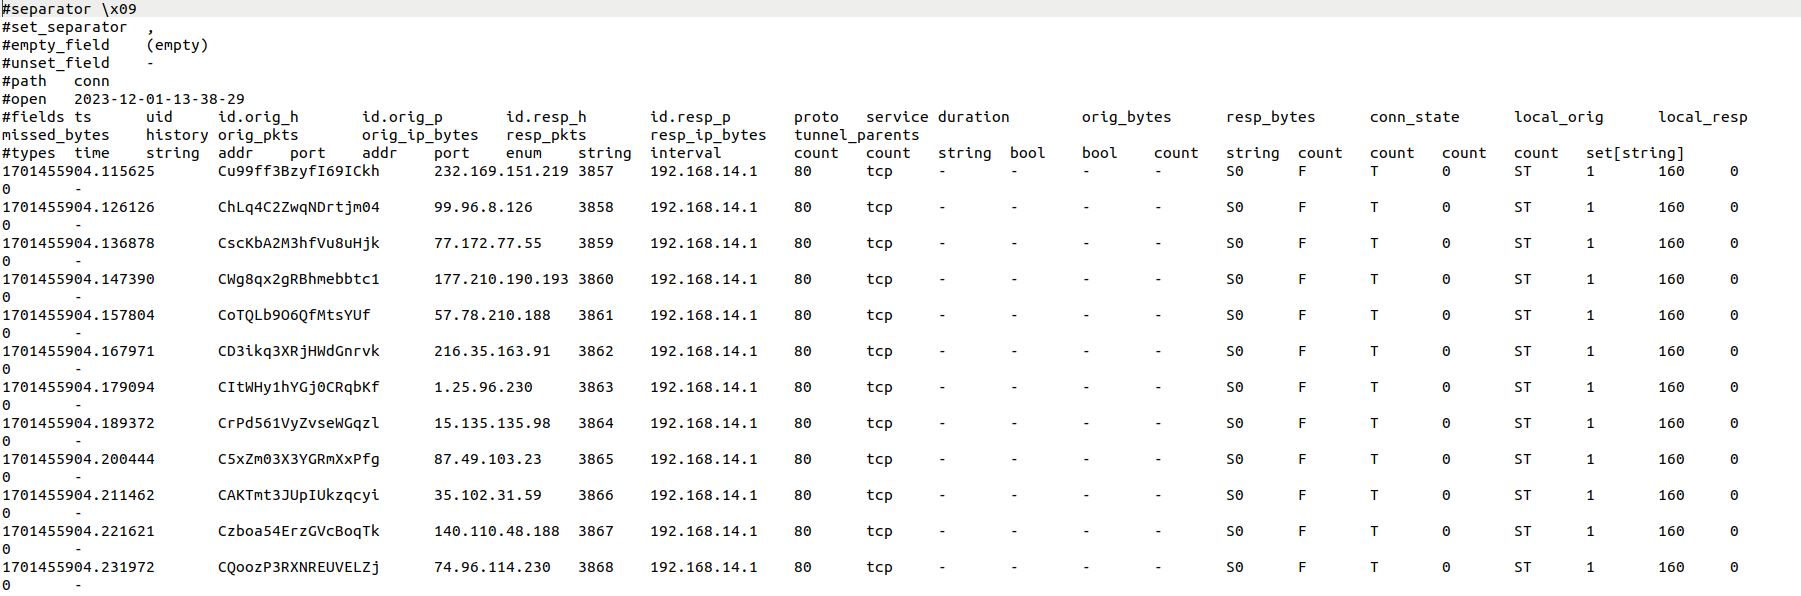 #separator \x09
#set_separator	,
#empty_field	(empty)
#unset_field	-
#path	conn
#open	2023-12-01-13-38-29
#fields	ts	uid	id.orig_h	id.orig_p	id.resp_h	id.resp_p	proto	service	duration	orig_bytes	resp_bytes	conn_state	local_orig	local_resp
missed_bytes	history	orig_pkts	orig_ip_bytes	resp_pkts	resp_ip_bytes	tunnel_parents
#types	time	string	addr	port	addr	port	enum	string	interval	count	count	string	bool	bool	count	string	count	count	count	count	set[string]
1701455904.115625	Cu99ff3BzyfI69ICkh	232.169.151.219	3857	192.168.14.1	80	tcp	-	-	-	-	S0	F	T	0	ST	1	160	0
0	-
1701455904.126126	ChLq4C2ZwqNDrtjm04	99.96.8.126	3858	192.168.14.1	80	tcp	-	-	-	-	S0	F	T	0	ST	1	160	0
0	-
1701455904.136878	CscKbA2M3hfVu8uHjk	77.172.77.55	3859	192.168.14.1	80	tcp	-	-	-	-	S0	F	T	0	ST	1	160	0
0	-
1701455904.147390	CWg8qx2gRBhmebbtc1	177.210.190.193	3860	192.168.14.1	80	tcp	-	-	-	-	S0	F	T	0	ST	1	160	0
0	-
1701455904.157804	CoTQLb9O6QfMtsYUf	57.78.210.188	3861	192.168.14.1	80	tcp	-	-	-	-	S0	F	T	0	ST	1	160	0
0	-
1701455904.167971	CD3ikq3XRjHWdGnrvk	216.35.163.91	3862	192.168.14.1	80	tcp	-	-	-	-	S0	F	T	0	ST	1	160	0
0	-
1701455904.179094	CItWHy1hYGj0CRqbKf	1.25.96.230	3863	192.168.14.1	80	tcp	-	-	-	-	S0	F	T	0	ST	1	160	0
0	-
1701455904.189372	CrPd561VyZvseWGqzl	15.135.135.98	3864	192.168.14.1	80	tcp	-	-	-	-	S0	F	T	0	ST	1	160	0
0	-
1701455904.200444	C5xZm03X3YGRmXxPfg	87.49.103.23	3865	192.168.14.1	80	tcp	-	-	-	-	S0	F	T	0	ST	1	160	0
0	-
1701455904.211462	CAKTmt3JUpIUkzqcyi	35.102.31.59	3866	192.168.14.1	80	tcp	-	-	-	-	S0	F	T	0	ST	1	160	0
0	-
1701455904.221621	Czboa54ErzGVcBoqTk	140.110.48.188	3867	192.168.14.1	80	tcp	-	-	-	-	S0	F	T	0	ST	1	160	0
0	-
1701455904.231972	CQoozP3RXNREUVELZj	74.96.114.230	3868	192.168.14.1	80	tcp	-	-	-	-	S0	F	T	0	ST	1	160	0
0	-